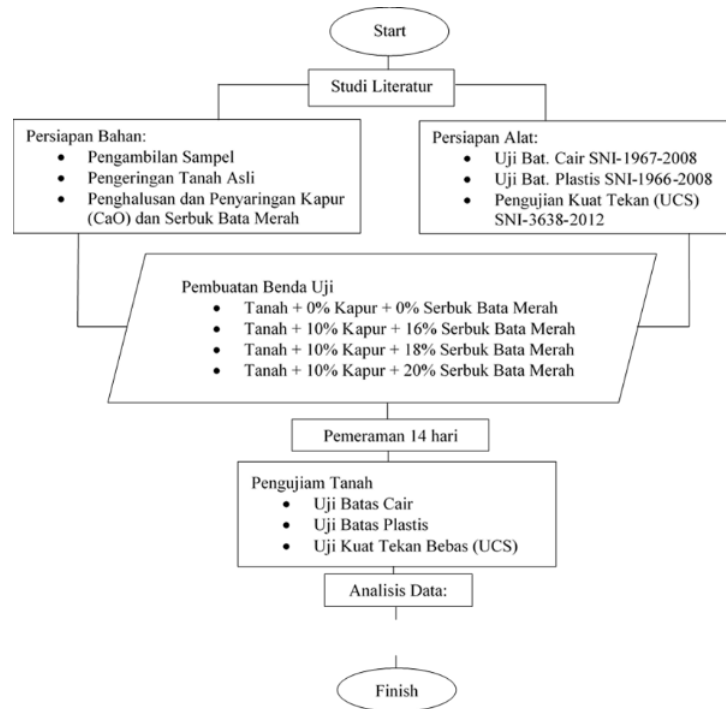 Start
Studi Literatur
Persiapan Bahan:
• Pengambilan Sampel
• Pengeringan Tanah Asli
• Penghalusan dan Penyaringan Kapur
(CaO) dan Serbuk Bata Merah
Persiapan Alat:
• Uji Bat. Cair SNI-1967-2008
• Uji Bat. Plastis SNI-1966-2008
• Pengujian Kuat Tekan (UCS)
SNI-3638-2012
Pembuatan Benda Uji
• Tanah + 0% Kapur + 0% Serbuk Bata Merah
• Tanah + 10% Kapur + 16% Serbuk Bata Merah
• Tanah + 10% Kapur + 18% Serbuk Bata Merah
• Tanah + 10% Kapur + 20% Serbuk Bata Merah
Pemeraman 14 hari
Pengujiam Tanah
• Uji Batas Cair
• Uji Batas Plastis
• Uji Kuat Tekan Bebas (UCS)
Analisis Data:
Finish